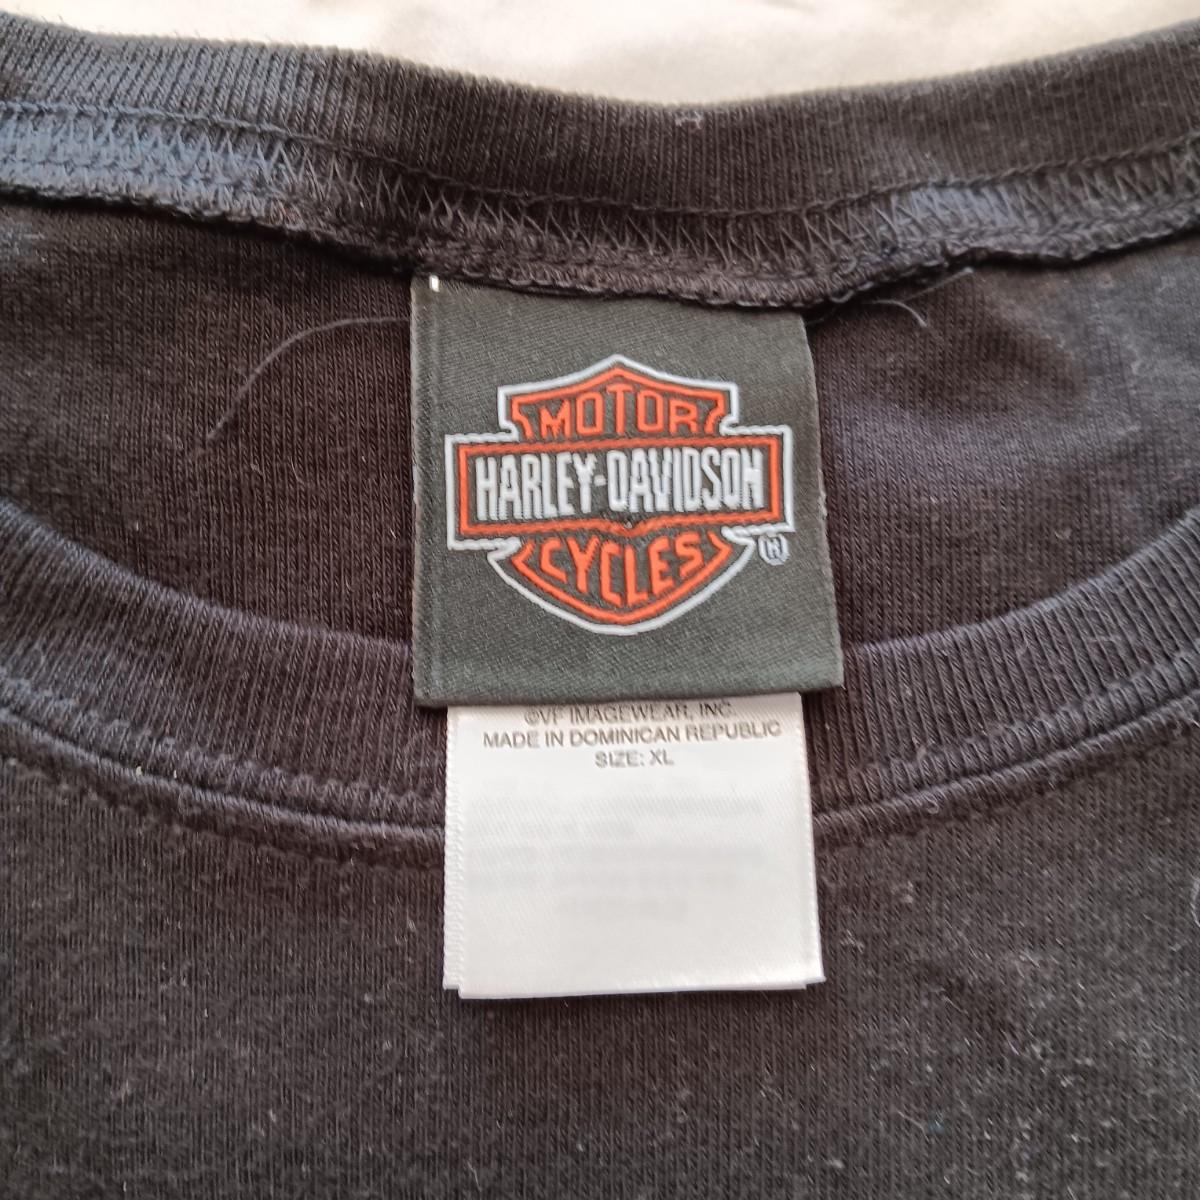 MOTOR
HARLEY-DAVIDSON
CYCLES
®
©VF IMAGEWEAR, INC.
MADE IN DOMINICAN REPUBLIC
SIZE: XL